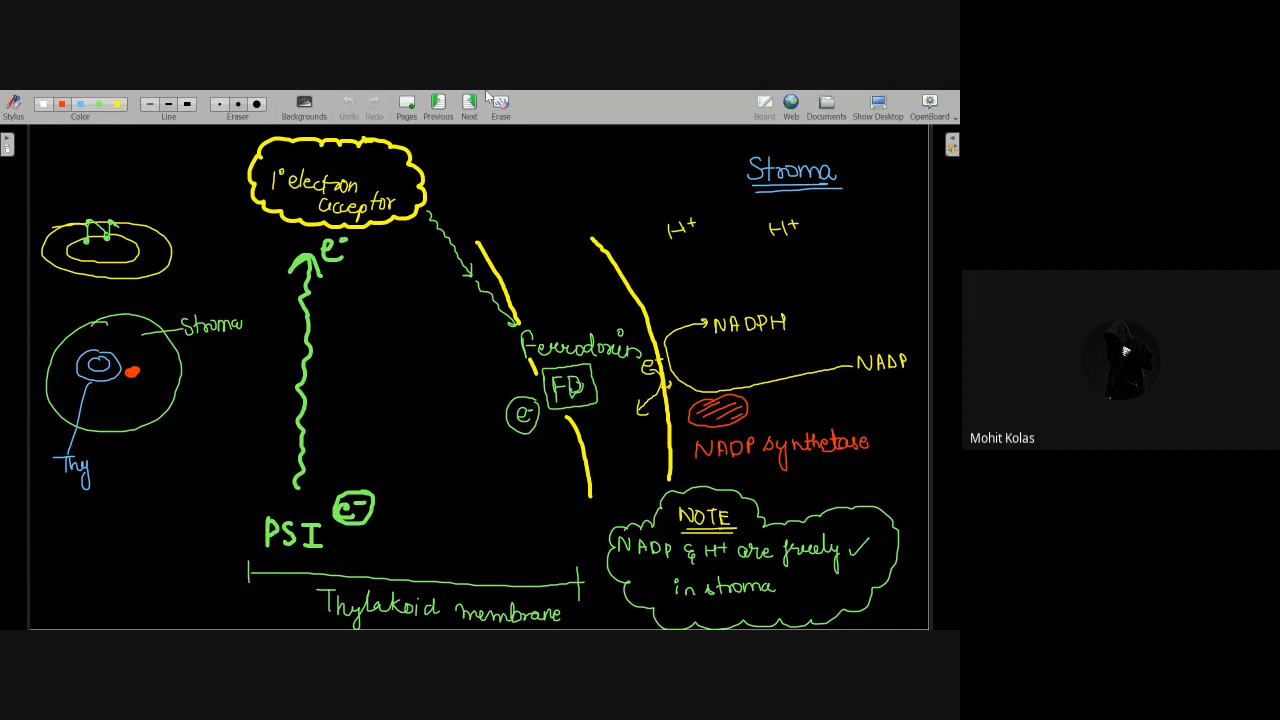 Stylus
Color
Line
Eraser
Backgrounds
Undo
Redo
Pages
Previous
Next
Erase
Board
Web
Documents
Show Desktop
OpenBoard
1° electron
acceptor
e-
Stroma
H+ H+
Stroma
Thy
Ferrodoxin
FD
e-
e-
NADPH
NADP
NADP synthetase
PSI e-
Thylakoid membrane
NOTE
NADP & H+ are freely ✓
in stroma
Mohit Kolas